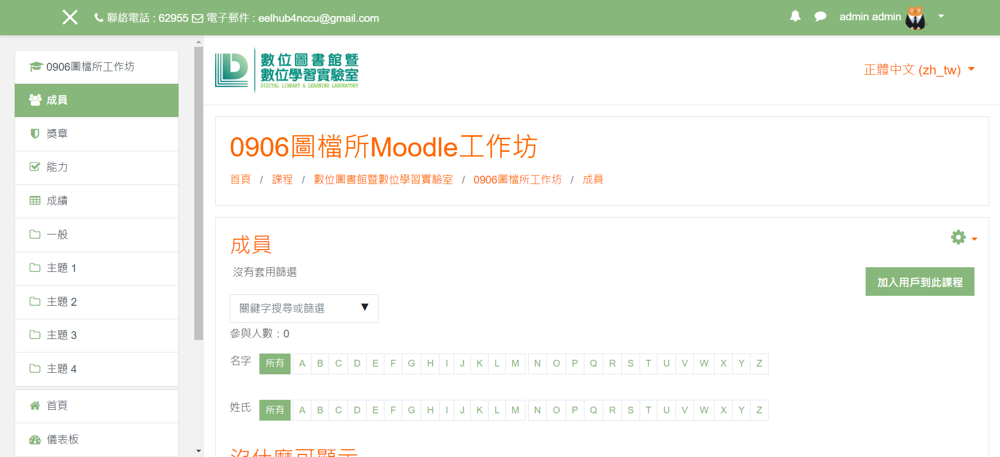 聯絡電話 : 62955 電子郵件 : eelhub4nccu@gmail.com
admin admin
0906圖檔所工作坊
成員
獎章
能力
成績
一般
主題 1
主題 2
主題 3
主題 4
首頁
儀表板
數位圖書館暨
數位學習實驗室
DIGITAL LIBRARY & LEARNING LABORATORY
正體中文 (zh_tw)
0906圖檔所Moodle工作坊
首頁 / 課程 / 數位圖書館暨數位學習實驗室 / 0906圖檔所工作坊 / 成員
成員
沒有套用篩選
加入用戶到此課程
關鍵字搜尋或篩選 ▼
參與人數：0
名字 所有 A B C D E F G H I J K L M N O P Q R S T U V W X Y Z
姓氏 所有 A B C D E F G H I J K L M N O P Q R S T U V W X Y Z
沒什麼可顯示